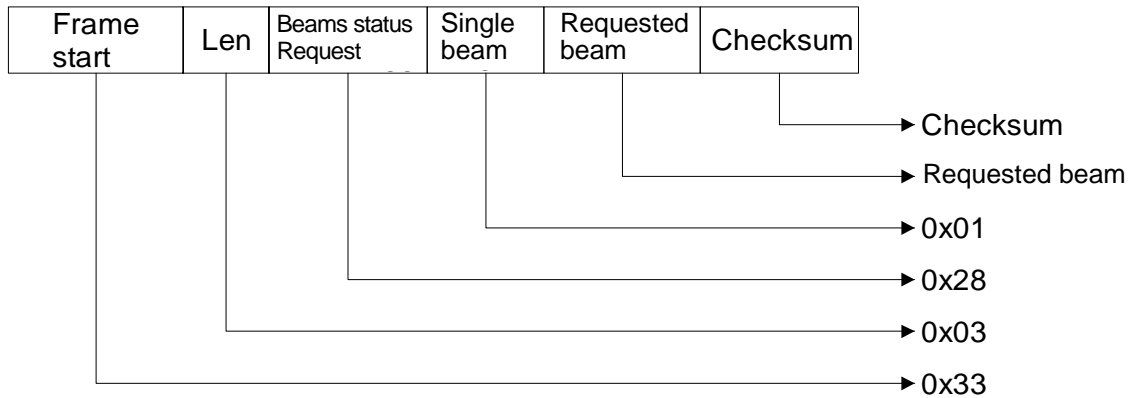 Frame
start
Len
Beams status
Request
Single
beam
Requested
beam
Checksum
Checksum
Requested beam
0x01
0x28
0x03
0x33